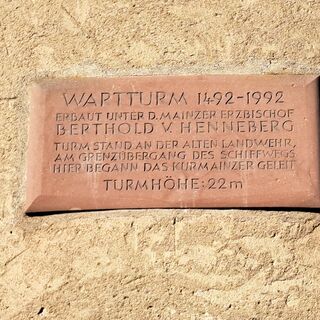 WARTTURM 1492-1992
ERBAUT UNTER D. MAINZER ERZBISCHOF
BERTHOLD V. HENNEBERG
TURM STAND AN DER ALTEN LANDWEHR,
AM GRENZÜBERGANG DES SCHIFFWEGS
HIER BEGANN DAS KURMAINZER GELEIT
TURMHÖHE: 22m